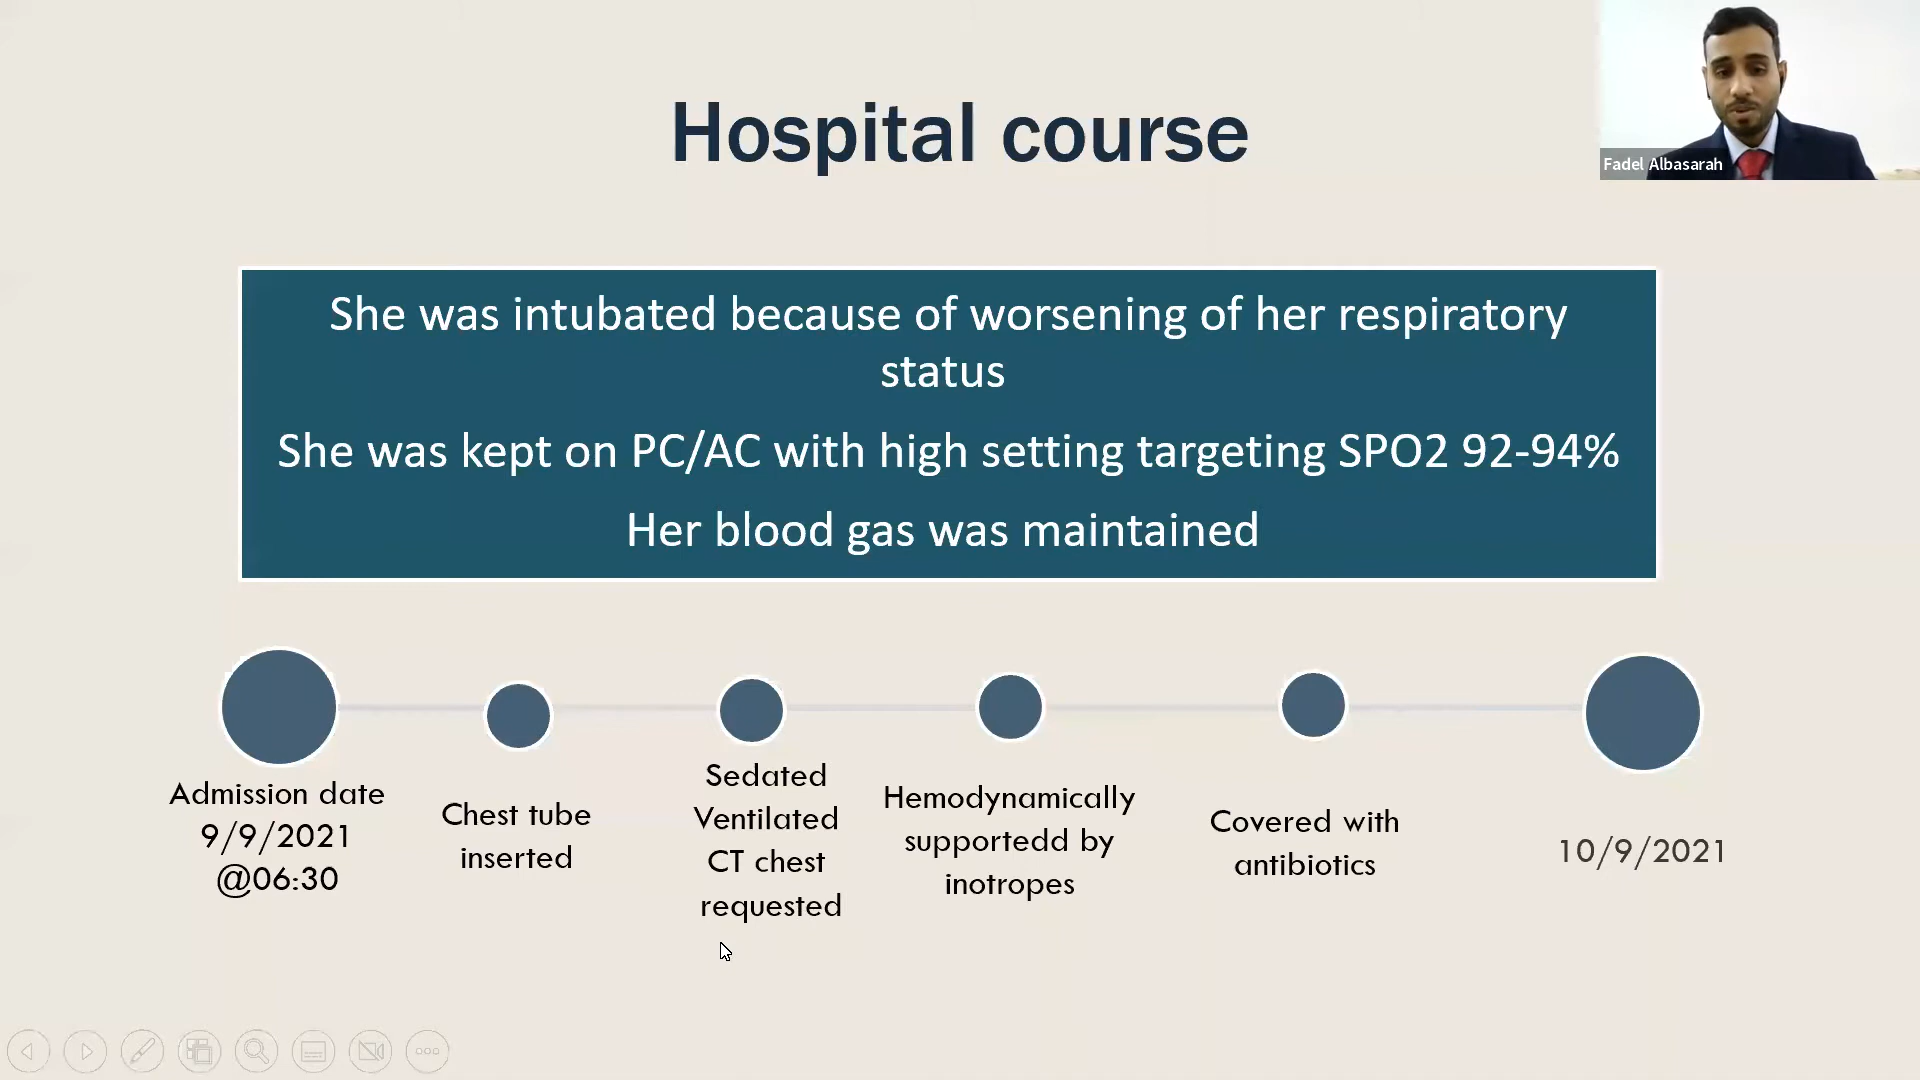 Hospital course
Fadel Albasarah
She was intubated because of worsening of her respiratory
status
She was kept on PC/AC with high setting targeting SPO2 92-94%
Her blood gas was maintained
Admission date
9/9/2021
@06:30
Chest tube
inserted
Sedated
Ventilated
CT chest
requested
Hemodynamically
supportedd by
inotropes
Covered with
antibiotics
10/9/2021